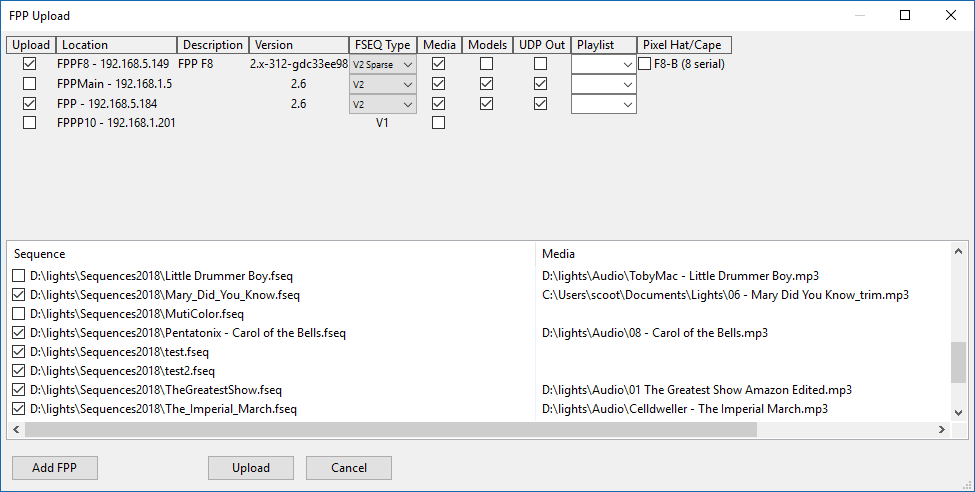 FPP Upload
Upload Location Description Version FSEQ Type Media Models UDP Out Playlist Pixel Hat/Cape
FPPF8 - 192.168.5.149 FPP F8 2.x-312-gdc33ee98 V2 Sparse F8-B (8 serial)
FPPMain - 192.168.1.5 2.6 V2
FPP - 192.168.5.184 2.6 V2
FPPP10 - 192.168.1.201 V1
Sequence Media
D:\lights\Sequences2018\Little Drummer Boy.fseq D:\lights\Audio\TobyMac - Little Drummer Boy.mp3
D:\lights\Sequences2018\Mary_Did_You_Know.fseq C:\Users\scoot\Documents\Lights\06 - Mary Did You Know_trim.mp3
D:\lights\Sequences2018\MutiColor.fseq
D:\lights\Sequences2018\Pentatonix - Carol of the Bells.fseq D:\lights\Audio\08 - Carol of the Bells.mp3
D:\lights\Sequences2018\test.fseq
D:\lights\Sequences2018\test2.fseq
D:\lights\Sequences2018\TheGreatestShow.fseq D:\lights\Audio\01 The Greatest Show Amazon Edited.mp3
D:\lights\Sequences2018\The_Imperial_March.fseq D:\lights\Audio\Celldweller - The Imperial March.mp3
Add FPP Upload Cancel